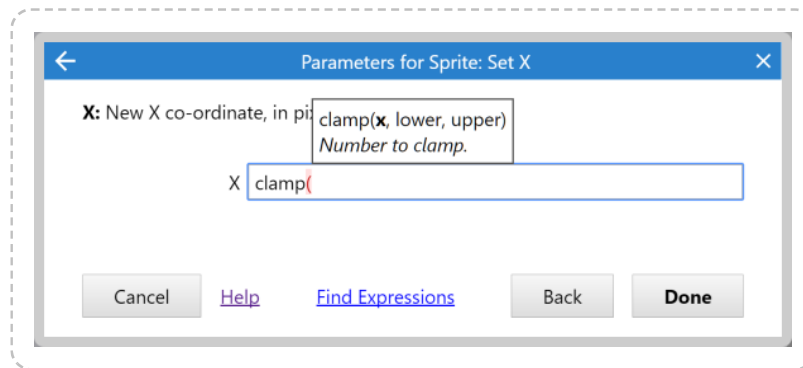 Parameters for Sprite: Set X
X: New X co-ordinate, in pi
clamp(x, lower, upper)
Number to clamp.
X clamp(
Cancel Help Find Expressions Back Done